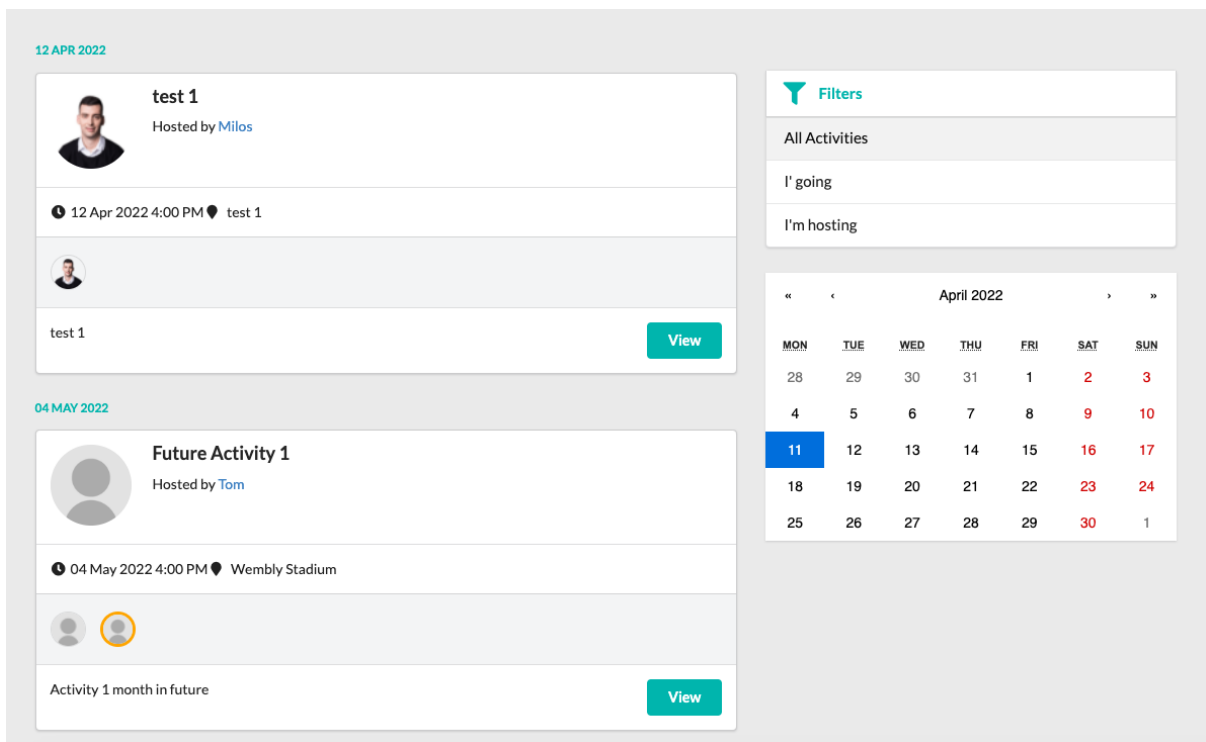 12 APR 2022
test 1
Hosted by Milos
12 Apr 2022 4:00 PM test 1
test 1
View
04 MAY 2022
Future Activity 1
Hosted by Tom
04 May 2022 4:00 PM Wembly Stadium
Activity 1 month in future
View
Filters
All Activities
I' going
I'm hosting
« ‹ April 2022 › »
MON TUE WED THU FRI SAT SUN
28 29 30 31 1 2 3
4 5 6 7 8 9 10
11 12 13 14 15 16 17
18 19 20 21 22 23 24
25 26 27 28 29 30 1